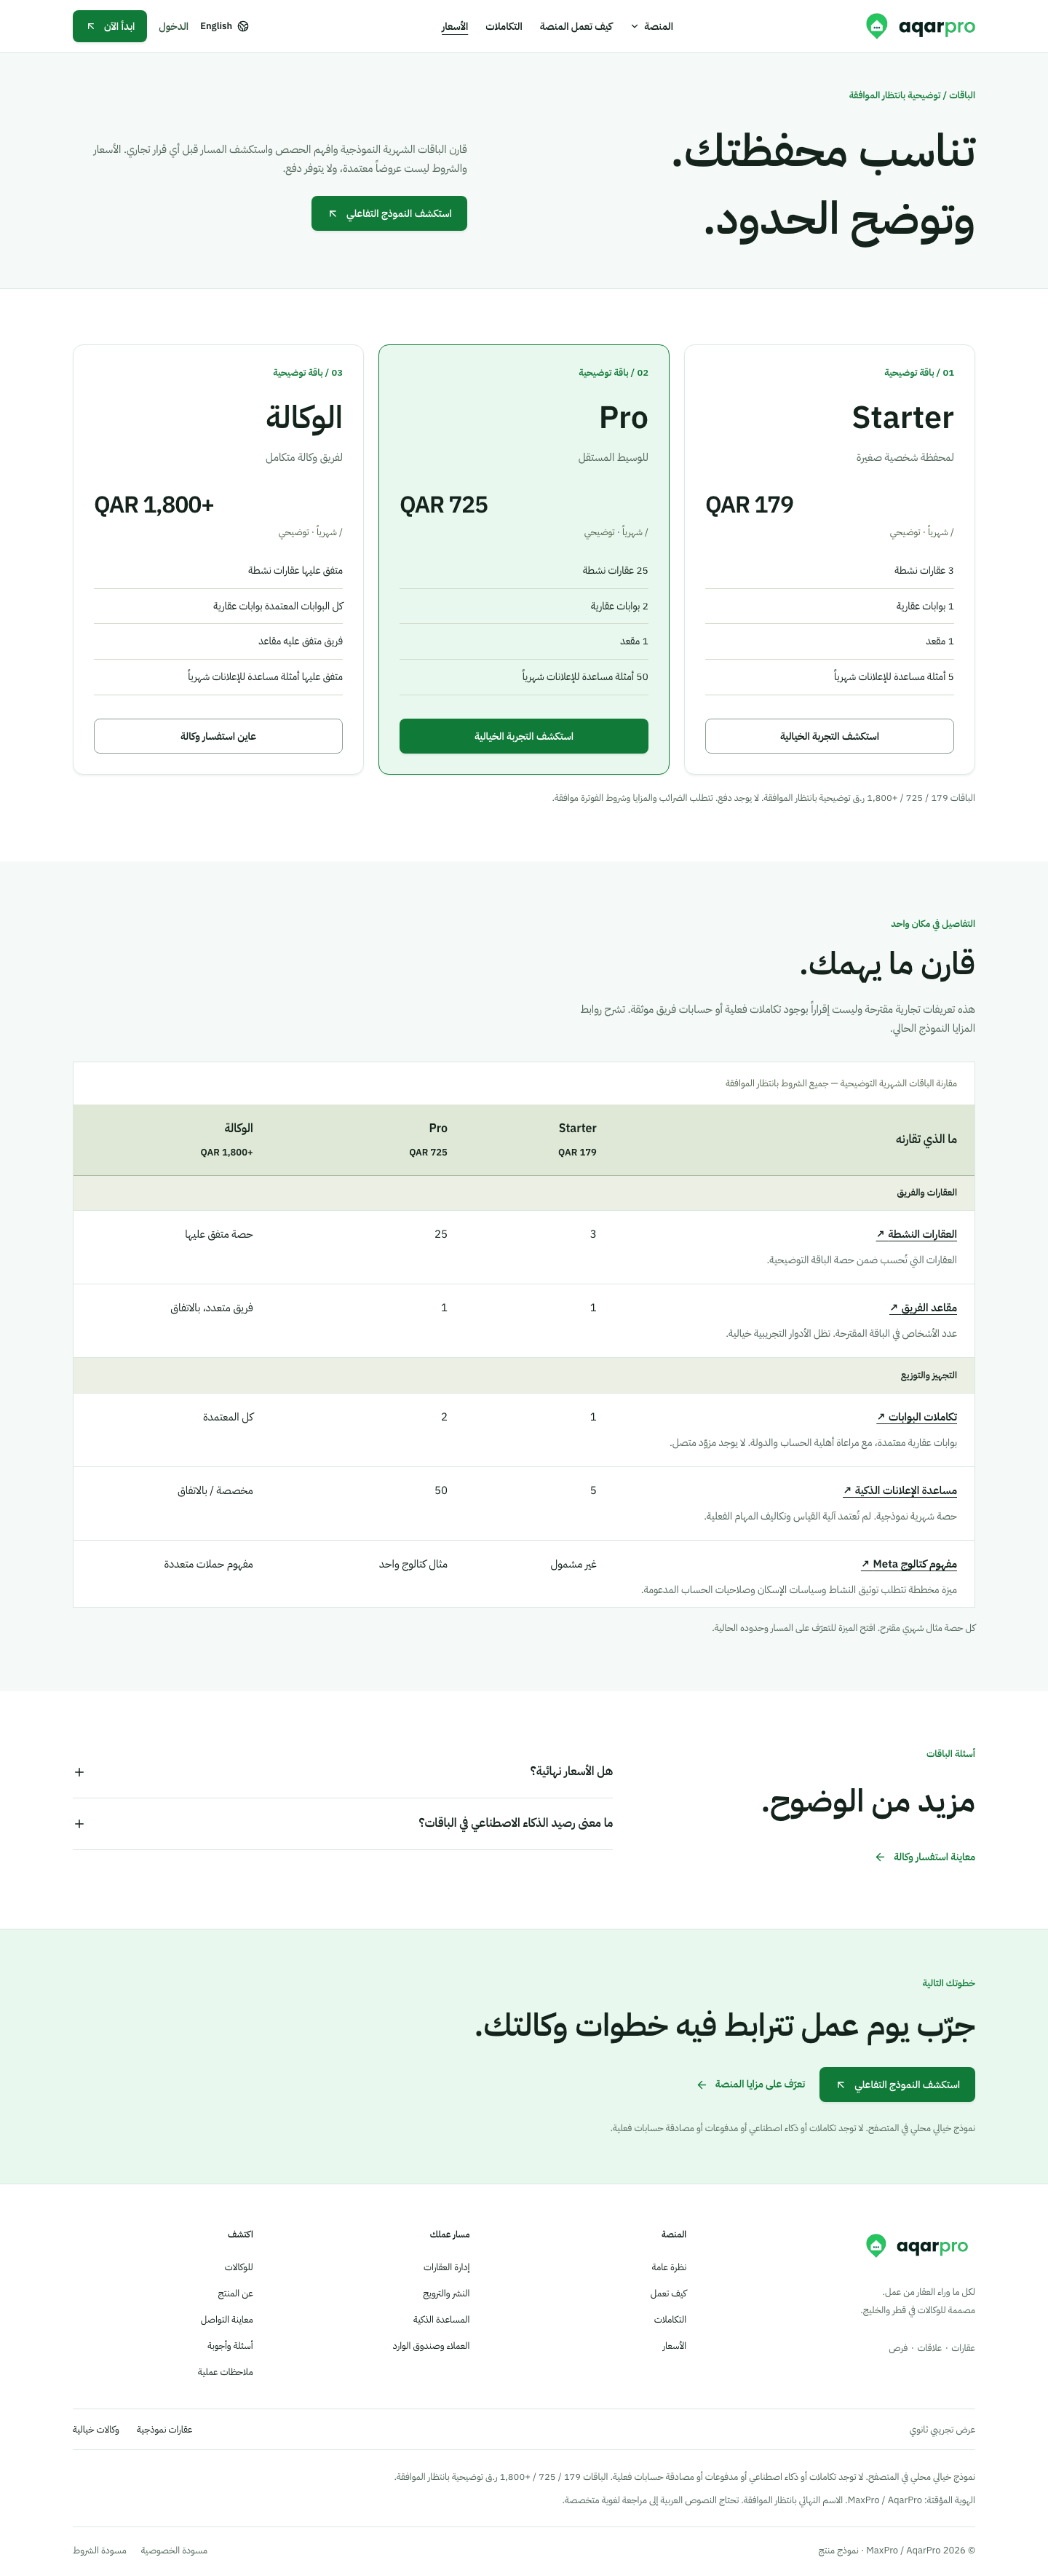 aqarpro
المنصة
كيف تعمل المنصة
التكاملات
الأسعار
English
الدخول
ابدأ الآن
الباقات / توضيحية بانتظار الموافقة
تناسب محفظتك.
وتوضح الحدود.
قارن الباقات الشهرية النموذجية وافهم الحصص واستكشف المسار قبل أي قرار تجاري. الأسعار
والشروط ليست عروضاً معتمدة، ولا يتوفر دفع.
استكشف النموذج التفاعلي
01 / باقة توضيحية
Starter
لمحفظة شخصية صغيرة
QAR 179
/ شهرياً · توضيحي
3 عقارات نشطة
1 بوابات عقارية
1 مقعد
5 أمثلة مساعدة للإعلانات شهرياً
استكشف التجربة الخيالية
02 / باقة توضيحية
Pro
للوسيط المستقل
QAR 725
/ شهرياً · توضيحي
25 عقارات نشطة
2 بوابات عقارية
1 مقعد
50 أمثلة مساعدة للإعلانات شهرياً
استكشف التجربة الخيالية
03 / باقة توضيحية
الوكالة
لفريق وكالة متكامل
QAR 1,800+
/ شهرياً · توضيحي
متفق عليها عقارات نشطة
كل البوابات المعتمدة بوابات عقارية
فريق متفق عليه مقاعد
متفق عليها أمثلة مساعدة للإعلانات شهرياً
عاين استفسار وكالة
الباقات 179 / 725 / +1,800 ر.ق توضيحية بانتظار الموافقة. لا يوجد دفع. تتطلب الضرائب والمزايا وشروط الفوترة موافقة.
التفاصيل في مكان واحد
قارن ما يهمك.
هذه تعريفات تجارية مقترحة وليست إقراراً بوجود تكاملات فعلية أو حسابات فريق موثقة. تشرح روابط
المزايا النموذج الحالي.
مقارنة الباقات الشهرية التوضيحية — جميع الشروط بانتظار الموافقة
ما الذي تقارنه
Starter
QAR 179
Pro
QAR 725
الوكالة
QAR 1,800+
العقارات والفريق
العقارات النشطة ↗
3
25
حصة متفق عليها
العقارات التي تُحسب ضمن حصة الباقة التوضيحية.
مقاعد الفريق ↗
1
1
فريق متعدد، بالاتفاق
عدد الأشخاص في الباقة المقترحة. تظل الأدوار التجريبية خيالية.
التجهيز والتوزيع
تكاملات البوابات ↗
1
2
كل المعتمدة
بوابات عقارية معتمدة، مع مراعاة أهلية الحساب والدولة. لا يوجد مزوّد متصل.
مساعدة الإعلانات الذكية ↗
5
50
مخصصة / بالاتفاق
حصة شهرية نموذجية. لم تُعتمد آلية القياس وتكاليف المهام الفعلية.
مفهوم كتالوج Meta ↗
غير مشمول
مثال كتالوج واحد
مفهوم حملات متعددة
ميزة مخططة تتطلب توثيق النشاط وسياسات الإسكان وصلاحيات الحساب المدعومة.
كل حصة مثال شهري مقترح. افتح الميزة للتعرّف على المسار وحدوده الحالية.
أسئلة الباقات
مزيد من الوضوح.
معاينة استفسار وكالة
هل الأسعار نهائية؟
ما معنى رصيد الذكاء الاصطناعي في الباقات؟
خطوتك التالية
جرّب يوم عمل تترابط فيه خطوات وكالتك.
استكشف النموذج التفاعلي
تعرّف على مزايا المنصة
نموذج خيالي محلي في المتصفح. لا توجد تكاملات أو ذكاء اصطناعي أو مدفوعات أو مصادقة حسابات فعلية.
aqarpro
لكل ما وراء العقار من عمل.
مصممة للوكالات في قطر والخليج.
عقارات · علاقات · فرص
المنصة
نظرة عامة
كيف تعمل
التكاملات
الأسعار
مسار عملك
إدارة العقارات
النشر والترويج
المساعدة الذكية
العملاء وصندوق الوارد
اكتشف
للوكالات
عن المنتج
معاينة التواصل
أسئلة وأجوبة
ملاحظات عملية
عرض تجريبي ثانوي
عقارات نموذجية
وكالات خيالية
نموذج خيالي محلي في المتصفح. لا توجد تكاملات أو ذكاء اصطناعي أو مدفوعات أو مصادقة حسابات فعلية. الباقات 179 / 725 / +1,800 ر.ق توضيحية بانتظار الموافقة.
الهوية المؤقتة: MaxPro / AqarPro. الاسم النهائي بانتظار الموافقة. تحتاج النصوص العربية إلى مراجعة لغوية متخصصة.
© 2026 MaxPro / AqarPro · نموذج منتج
مسودة الخصوصية
مسودة الشروط